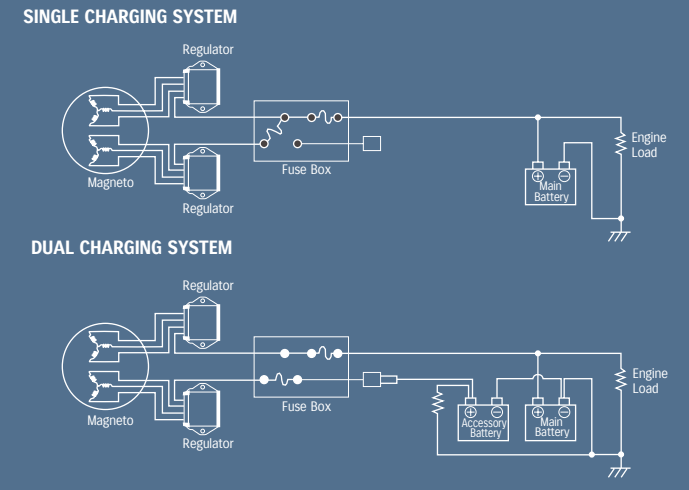 SINGLE CHARGING SYSTEM
Regulator
Magneto
Regulator
Fuse Box
Main
Battery
Engine
Load
DUAL CHARGING SYSTEM
Regulator
Magneto
Regulator
Fuse Box
Accessory
Battery
Main
Battery
Engine
Load